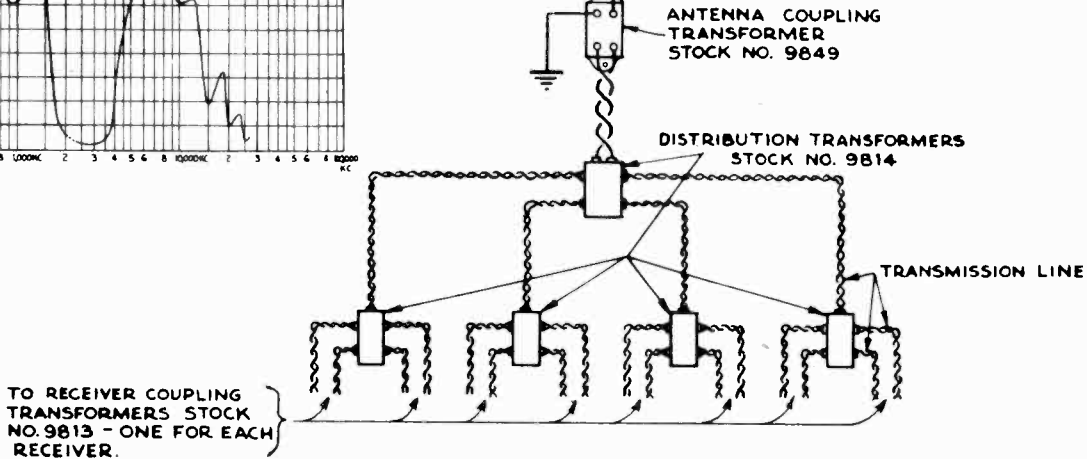 ANTENNA COUPLING
TRANSFORMER
STOCK NO. 9849
3 1,000KC 2 3 4 5 6 8 10,000KC 2 3 4 5 6 8
KC
DISTRIBUTION TRANSFORMERS
STOCK NO. 9814
TRANSMISSION LINE
TO RECEIVER COUPLING
TRANSFORMERS STOCK
NO. 9813 - ONE FOR EACH
RECEIVER.